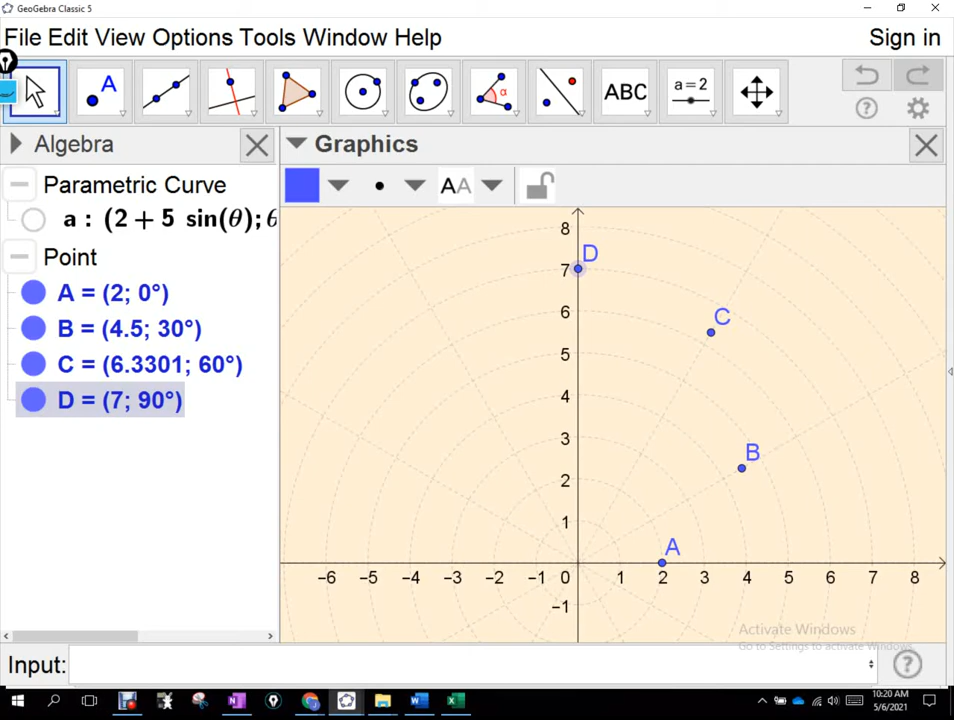 GeoGebra Classic 5
File Edit View Options Tools Window Help
Sign in
A
α
ABC
a=2
Algebra
Graphics
AA
Parametric Curve
a : (2 + 5 sin(θ); θ
Point
A = (2; 0°)
B = (4.5; 30°)
C = (6.3301; 60°)
D = (7; 90°)
8
D
7
C
6
5
4
3
B
2
1
A
-6 -5 -4 -3 -2 -1 0 1 2 3 4 5 6 7 8
-1
Activate Windows
Go to Settings to activate Windows.
Input:
10:20 AM
5/6/2021